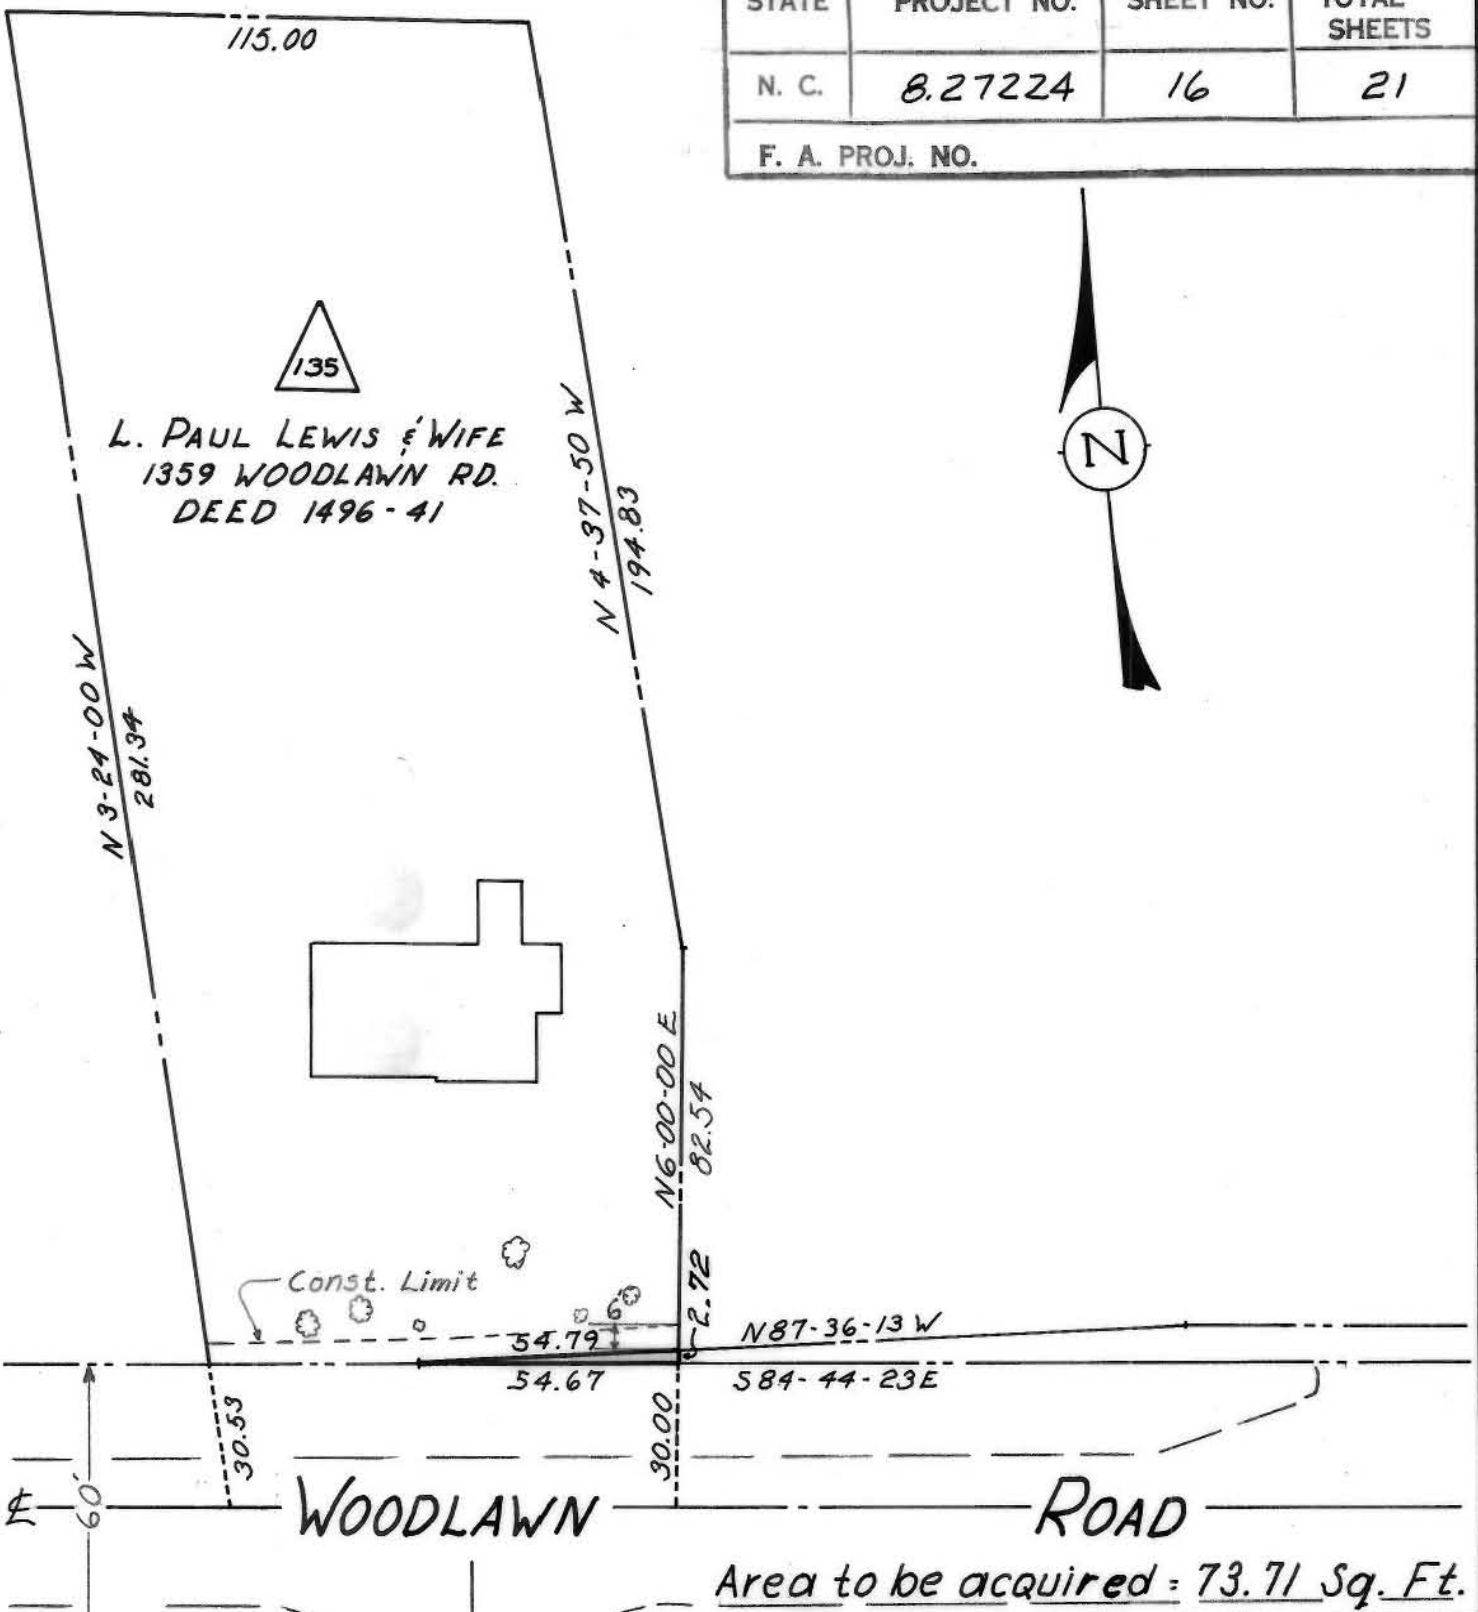 STATE PROJECT NO. SHEET NO. TOTAL SHEETS
N. C. 8.27224 16 21
F. A. PROJ. NO.
115.00
135
L. PAUL LEWIS & WIFE
1359 WOODLAWN RD.
DEED 1496-41
N 4-37-50 W
194.83
N
N 3-24-00 W
281.34
N6-00-00 E
82.54
Const. Limit
6'
2.72
54.79
N87-36-13 W
54.67
S84-44-23E
30.53
30.00
60'
WOODLAWN ROAD
Area to be acquired = 73.71 Sq. Ft.